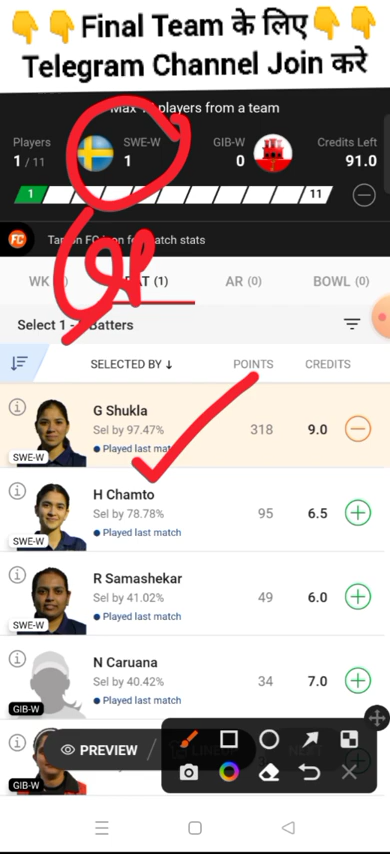 Final Team के लिए
Telegram Channel Join करे
players from a team
Players SWE-W GIB-W Credits Left
1 / 11 1 0 91.0
1 11
FC
WK BAT (1) AR (0) BOWL (0)
Select 1 - Batters
SELECTED BY ↓ POINTS CREDITS
G Shukla
Sel by 97.47% 318 9.0
Played last match
SWE-W
H Chamto
Sel by 78.78% 95 6.5
Played last match
SWE-W
R Samashekar
Sel by 41.02% 49 6.0
Played last match
SWE-W
N Caruana
Sel by 40.42% 34 7.0
Played last match
GIB-W
PREVIEW
GIB-W